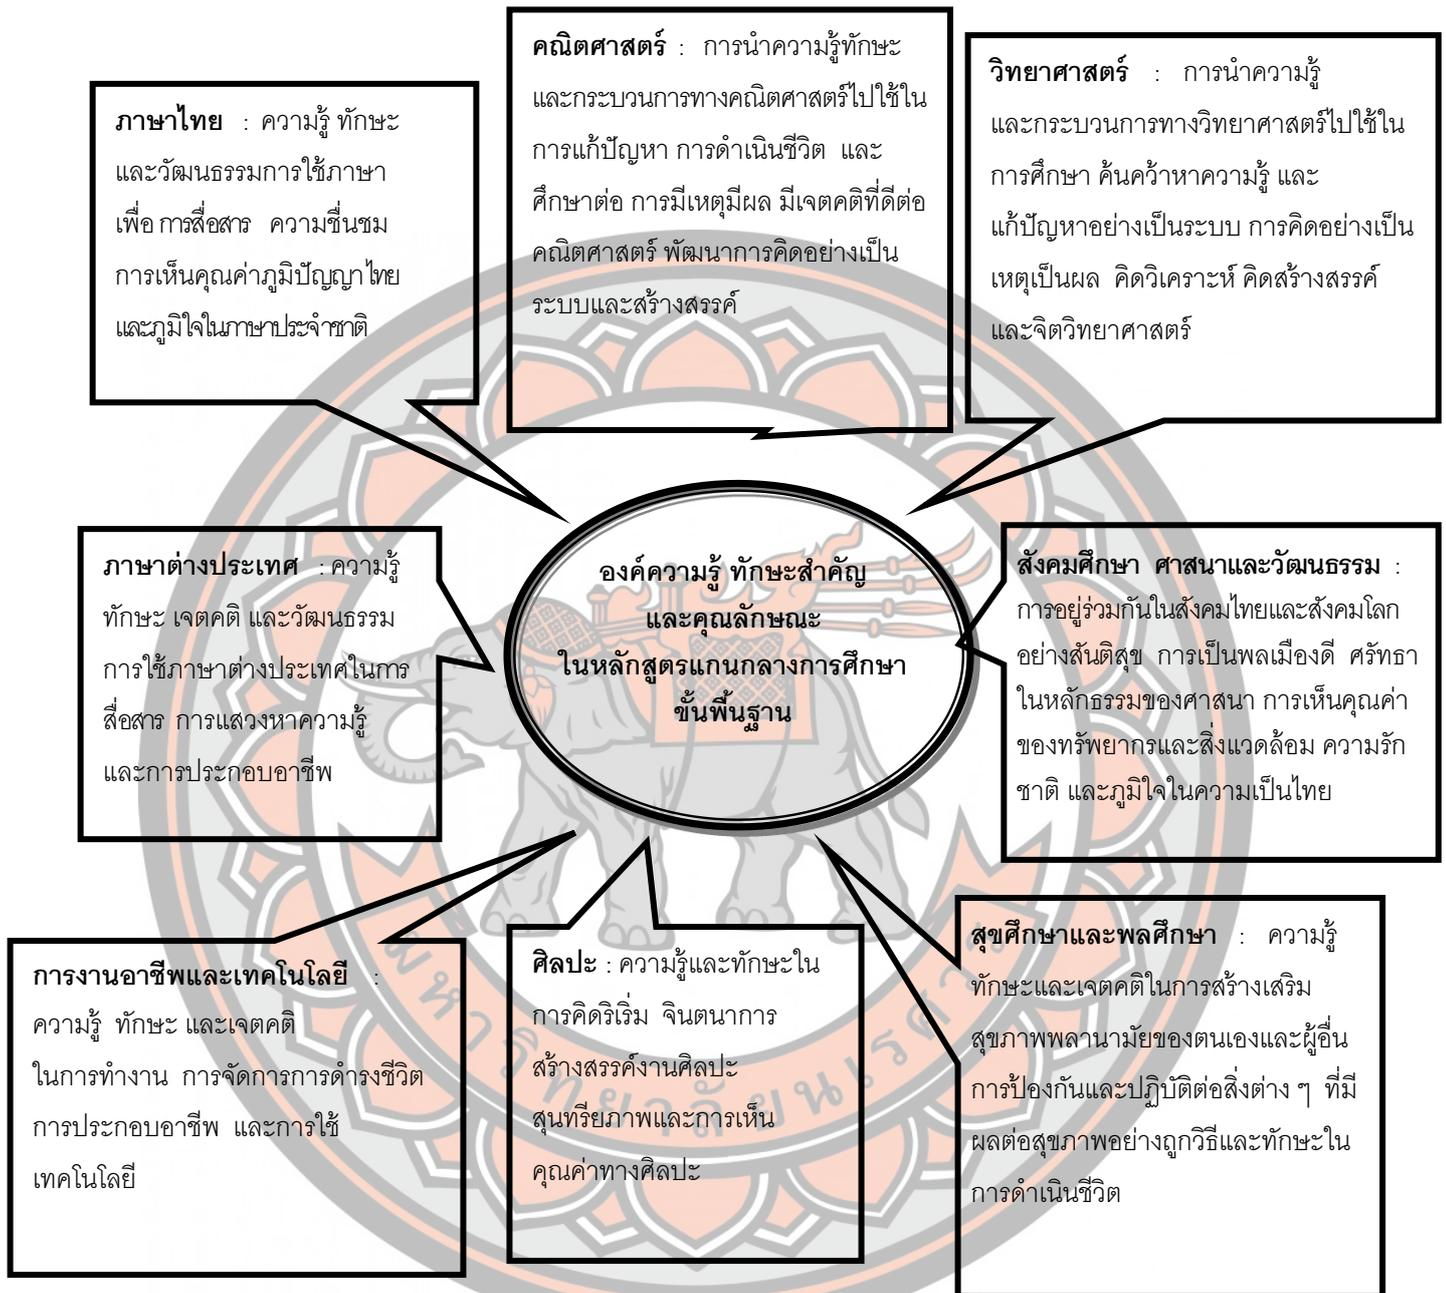 คณิตศาสตร์ : การนำความรู้ทักษะ
และกระบวนการทางคณิตศาสตร์ไปใช้ใน
การแก้ปัญหา การดำเนินชีวิต และ
ศึกษาต่อ การมีเหตุมีผล มีเจตคติที่ดีต่อ
คณิตศาสตร์ พัฒนาการคิดอย่างเป็น
ระบบและสร้างสรรค์
วิทยาศาสตร์ : การนำความรู้
และกระบวนการทางวิทยาศาสตร์ไปใช้ใน
การศึกษา ค้นคว้าหาความรู้ และ
แก้ปัญหาอย่างเป็นระบบ การคิดอย่างเป็น
เหตุเป็นผล คิดวิเคราะห์ คิดสร้างสรรค์
และจิตวิทยาศาสตร์
ภาษาไทย : ความรู้ ทักษะ
และวัฒนธรรมการใช้ภาษา
เพื่อ การสื่อสาร ความชื่นชม
การเห็นคุณค่าภูมิปัญญาไทย
และภูมิใจในภาษาประจำชาติ
ภาษาต่างประเทศ : ความรู้
ทักษะ เจตคติ และวัฒนธรรม
การใช้ภาษาต่างประเทศในการ
สื่อสาร การแสวงหาความรู้
และการประกอบอาชีพ
องค์ความรู้ ทักษะสำคัญ
และคุณลักษณะ
ในหลักสูตรแกนกลางการศึกษา
ขั้นพื้นฐาน
สังคมศึกษา ศาสนาและวัฒนธรรม :
การอยู่ร่วมกันในสังคมไทยและสังคมโลก
อย่างสันติสุข การเป็นพลเมืองดี ศรัทธา
ในหลักธรรมของศาสนา การเห็นคุณค่า
ของทรัพยากรและสิ่งแวดล้อม ความรัก
ชาติ และภูมิใจในความเป็นไทย
การงานอาชีพและเทคโนโลยี :
ความรู้ ทักษะ และเจตคติ
ในการทำงาน การจัดการการดำรงชีวิต
การประกอบอาชีพ และการใช้
เทคโนโลยี
ศิลปะ : ความรู้และทักษะใน
การคิดริเริ่ม จินตนาการ
สร้างสรรค์งานศิลปะ
สุนทรียภาพและการเห็น
คุณค่าทางศิลปะ
สุขศึกษาและพลศึกษา : ความรู้
ทักษะและเจตคติในการสร้างเสริม
สุขภาพพลานามัยของตนเองและผู้อื่น
การป้องกันและปฏิบัติต่อสิ่งต่าง ๆ ที่มี
ผลต่อสุขภาพอย่างถูกวิธีและทักษะใน
การดำเนินชีวิต
มหาวิทยาลัยนเรศวร